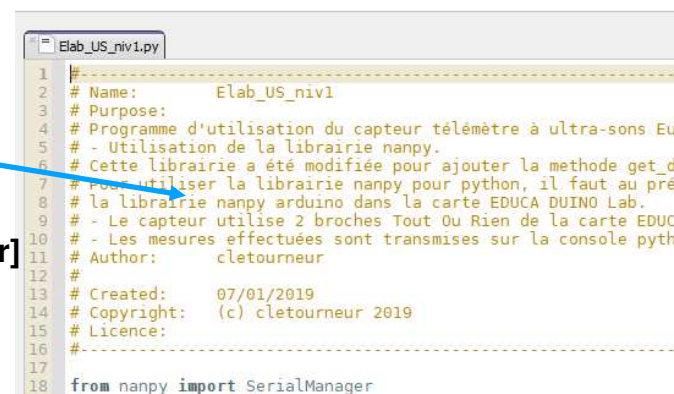 Elab_US_niv1.py
1 #-----------------------------------------------------------------------
2 # Name: Elab_US_niv1
3 # Purpose:
4 # Programme d'utilisation du capteur télémètre à ultra-sons Eu
5 # - Utilisation de la librairie nanpy.
6 # Cette librairie a été modifiée pour ajouter la methode get_d
7 # Pour utiliser la librairie nanpy pour python, il faut au pré
8 # la librairie nanpy arduino dans la carte EDUCA DUINO Lab.
9 # - Le capteur utilise 2 broches Tout Ou Rien de la carte EDUC
10 # - Les mesures effectuées sont transmises sur la console pyth
r]
11 # Author: cletourneur
12 #
13 # Created: 07/01/2019
14 # Copyright: (c) cletourneur 2019
15 # Licence:
16 #-----------------------------------------------------------------------
17
18 from nanpy import SerialManager